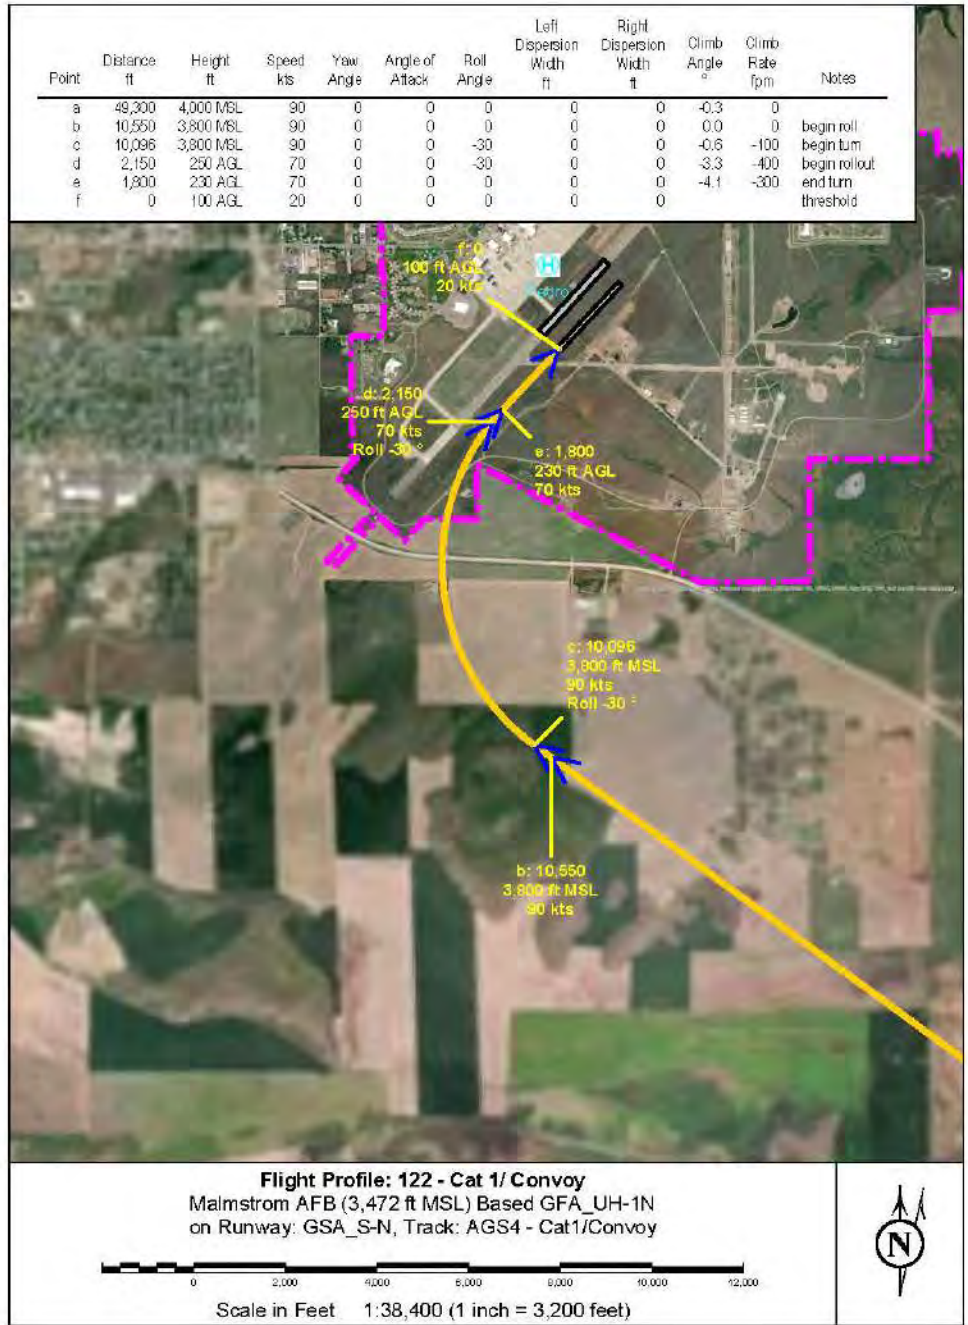 Point Distance ft Height ft Speed kts Yaw Angle Angle of Attack Roll Angle Left Dispersion Width ft Right Dispersion Width ft Climb Angle ° Climb Rate fpm Notes
a 49,300 4,000 MSL 90 0 0 0 0 0 -0.3 0
b 10,550 3,800 MSL 90 0 0 0 0 0 0.0 0 begin roll
c 10,096 3,800 MSL 90 0 0 -30 0 0 -0.6 -100 begin turn
d 2,150 250 AGL 70 0 0 -30 0 0 -3.3 -400 begin rollout
e 1,800 230 AGL 70 0 0 0 0 0 -4.1 -300 end turn
f 0 100 AGL 20 0 0 0 0 0 threshold
f: 0
100 ft AGL
20 kts
H
d: 2,150
250 ft AGL
70 kts
Roll -30 °
e: 1,800
230 ft AGL
70 kts
c: 10,096
3,800 ft MSL
90 kts
Roll -30 °
b: 10,550
3,800 ft MSL
90 kts
Flight Profile: 122 - Cat 1/ Convoy
Malmstrom AFB (3,472 ft MSL) Based GFA_UH-1N
on Runway: GSA_S-N, Track: AGS4 - Cat1/Convoy
0 2,000 4,000 6,000 8,000 10,000 12,000
Scale in Feet 1:38,400 (1 inch = 3,200 feet)
N